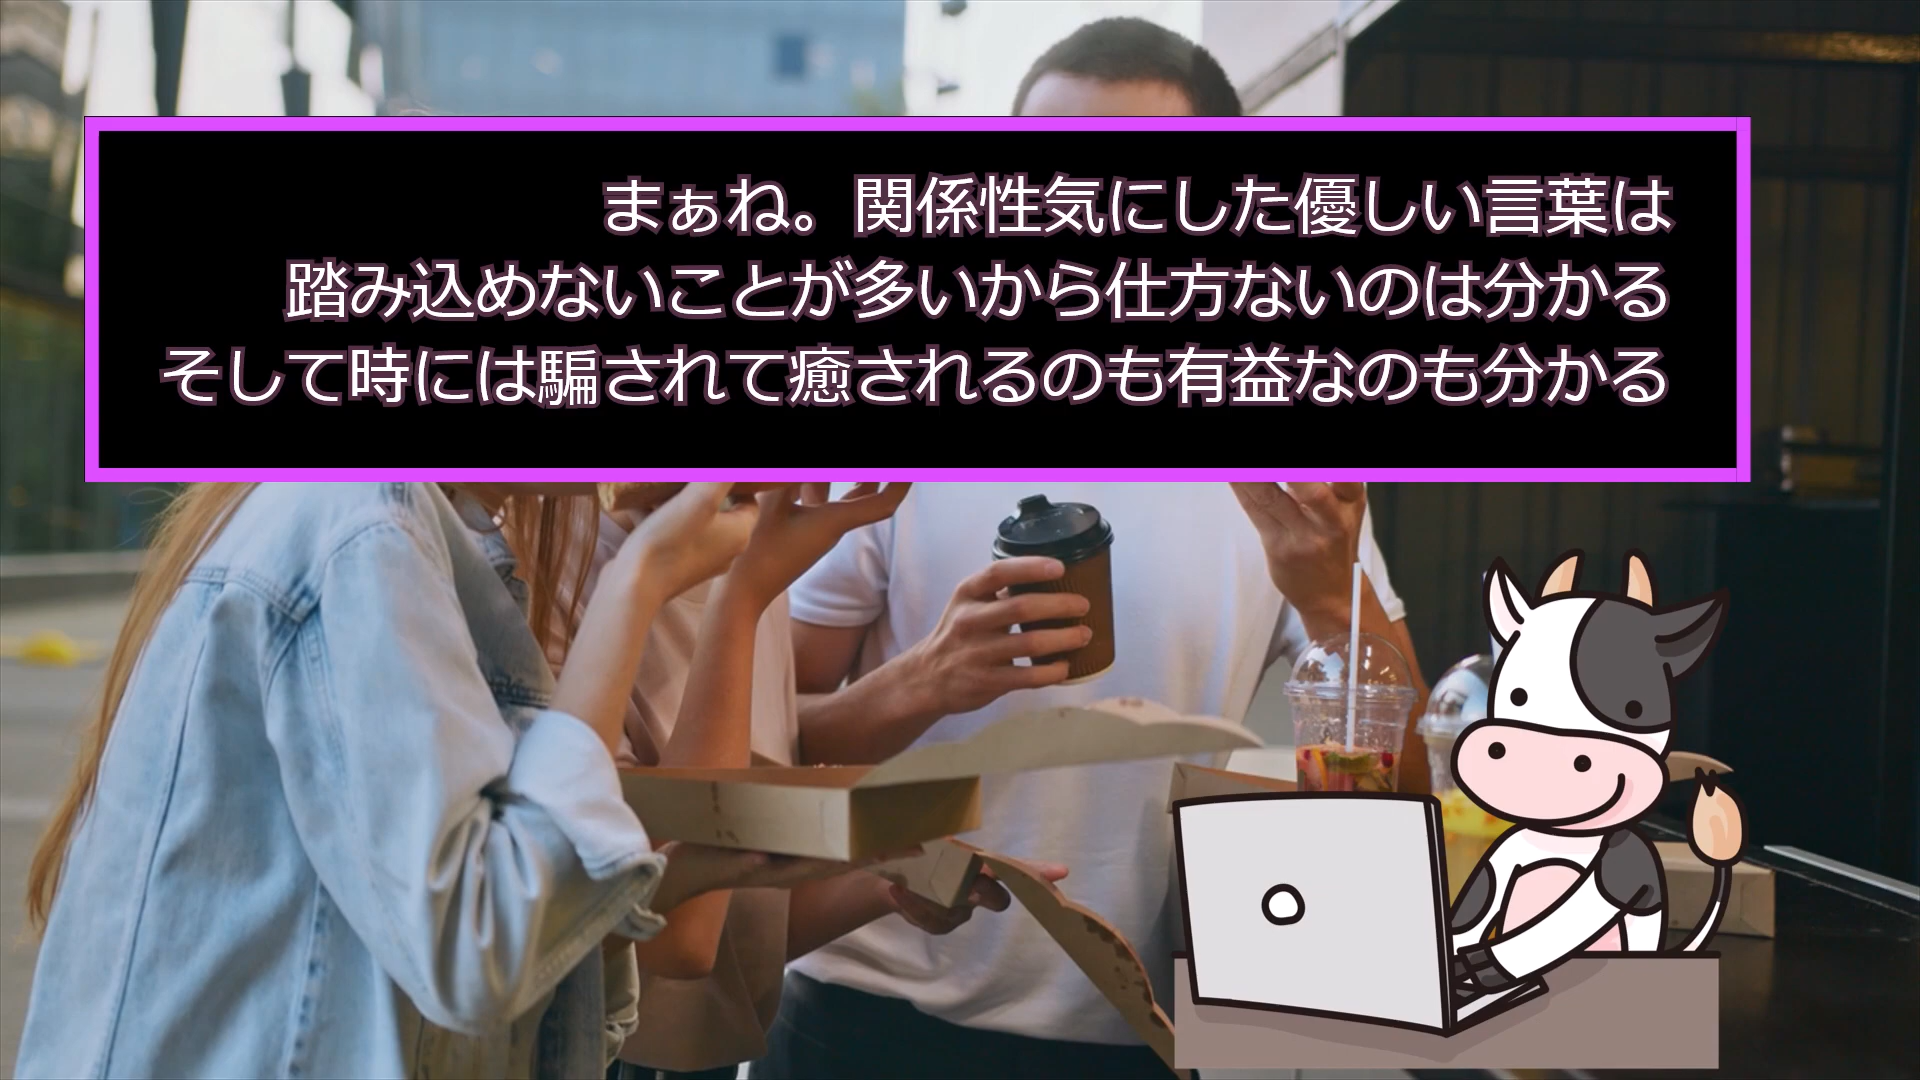 まぁね。関係性気にした優しい言葉は
踏み込めないことが多いから仕方ないのは分かる
そして時には騙されて癒されるのも有益なのも分かる